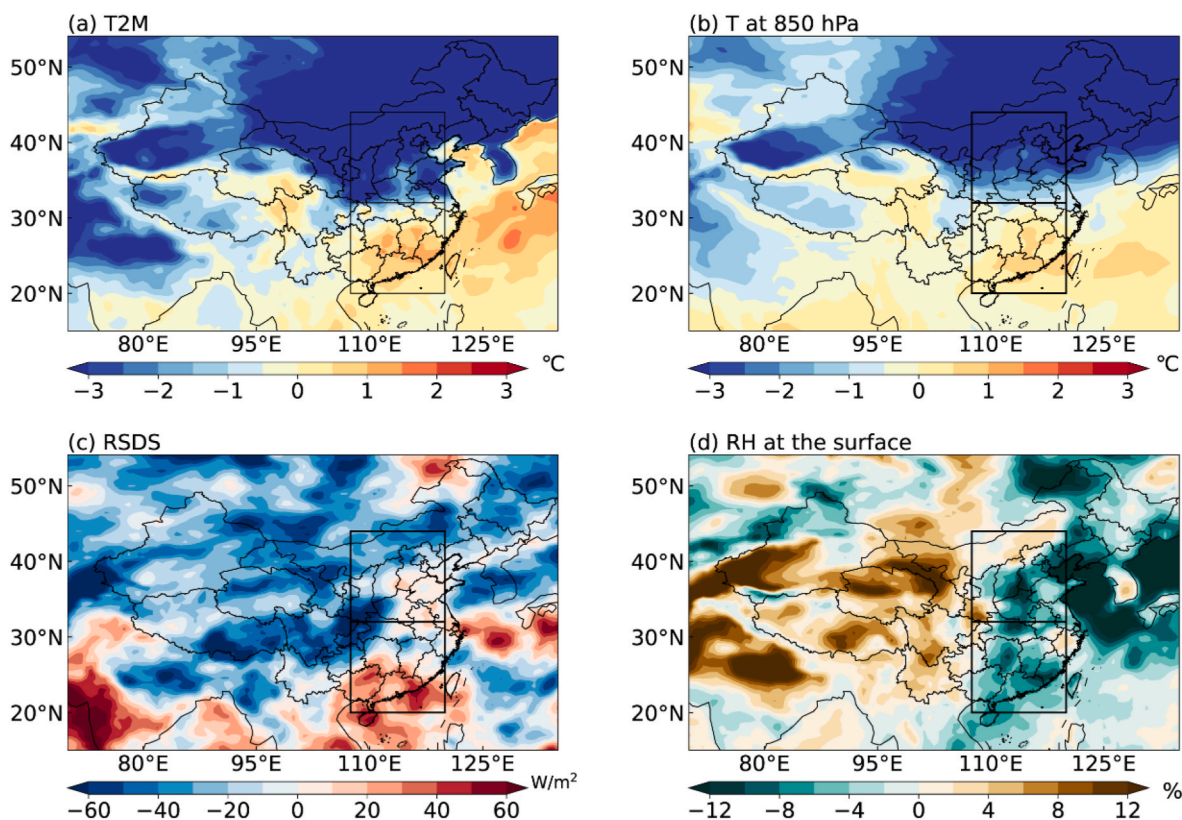 (a) T2M
(b) T at 850 hPa
50°N
40°N
30°N
20°N
50°N
40°N
30°N
20°N
80°E 95°E 110°E 125°E
80°E 95°E 110°E 125°E
−3 −2 −1 0 1 2 3 °C
−3 −2 −1 0 1 2 3 °C
(c) RSDS
(d) RH at the surface
50°N
40°N
30°N
20°N
50°N
40°N
30°N
20°N
80°E 95°E 110°E 125°E
80°E 95°E 110°E 125°E
−60 −40 −20 0 20 40 60 W/m²
−12 −8 −4 0 4 8 12 %